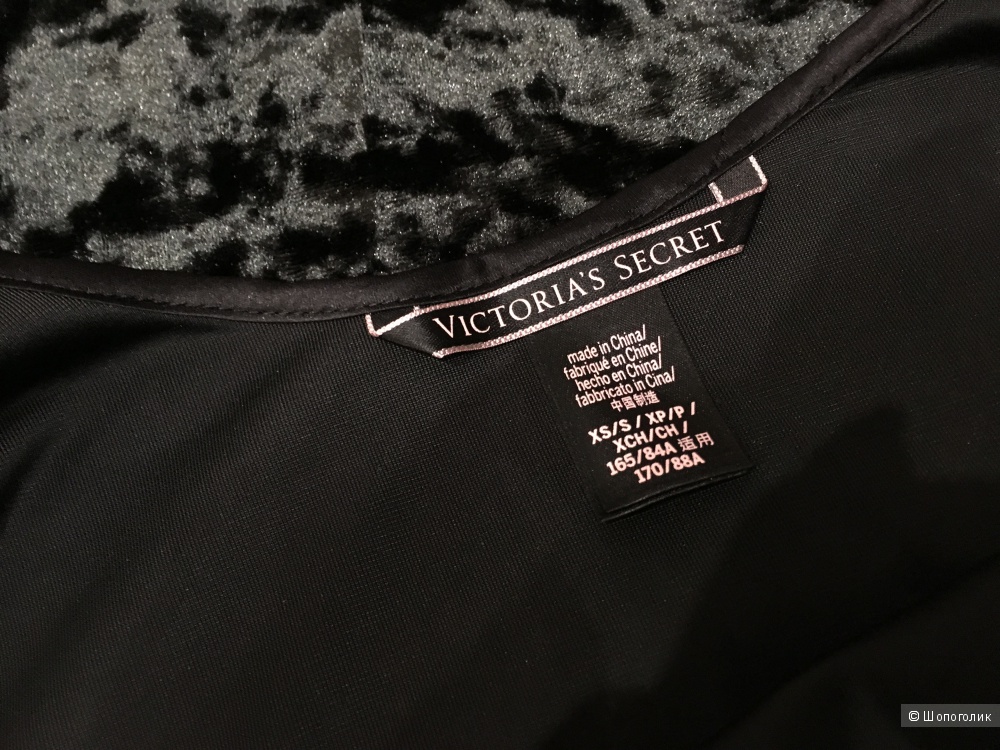 VICTORIA'S SECRET
made in China/
fabriqué en Chine/
hecho en China/
fabbricato in Cina/
中国制造
XS/S / XP/P /
XCH/CH /
165/84A 适用
170/88A
© Шопоголик